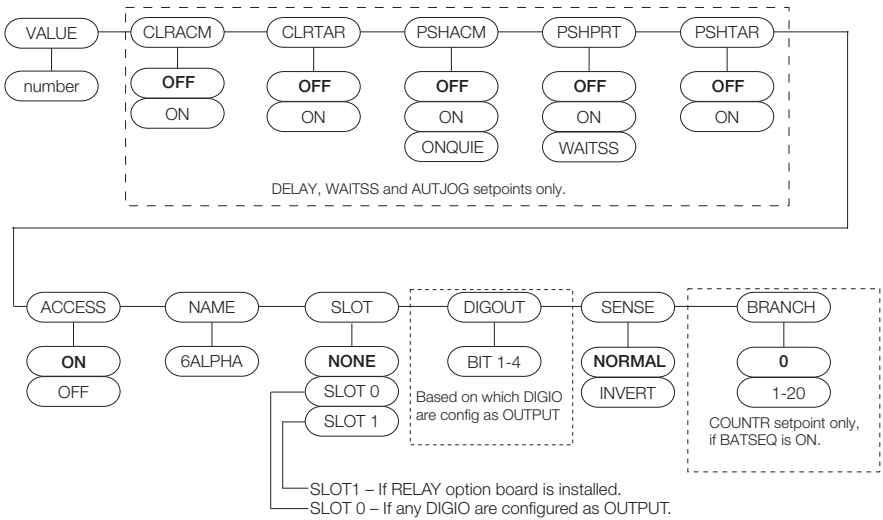 VALUE CLRACM CLRTAR PSHACM PSHPRT PSHTAR
number OFF OFF OFF OFF OFF
ON ON ON ON ON
ONQUIE WAITSS
DELAY, WAITSS and AUTJOG setpoints only.
ACCESS NAME SLOT DIGOUT SENSE BRANCH
ON 6ALPHA NONE BIT 1-4 NORMAL 0
OFF SLOT 0 INVERT 1-20
SLOT 1
Based on which DIGIO
are config as OUTPUT
COUNTR setpoint only,
if BATSEQ is ON.
SLOT1 – If RELAY option board is installed.
SLOT 0 – If any DIGIO are configured as OUTPUT.